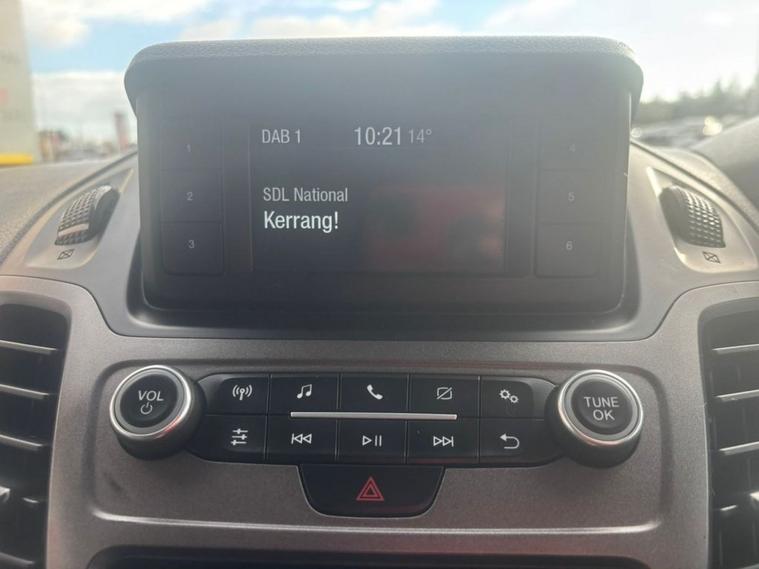 DAB 1 10:21 14°
1 4
SDL National
2 5
Kerrang!
3 6
VOL
TUNE
OK